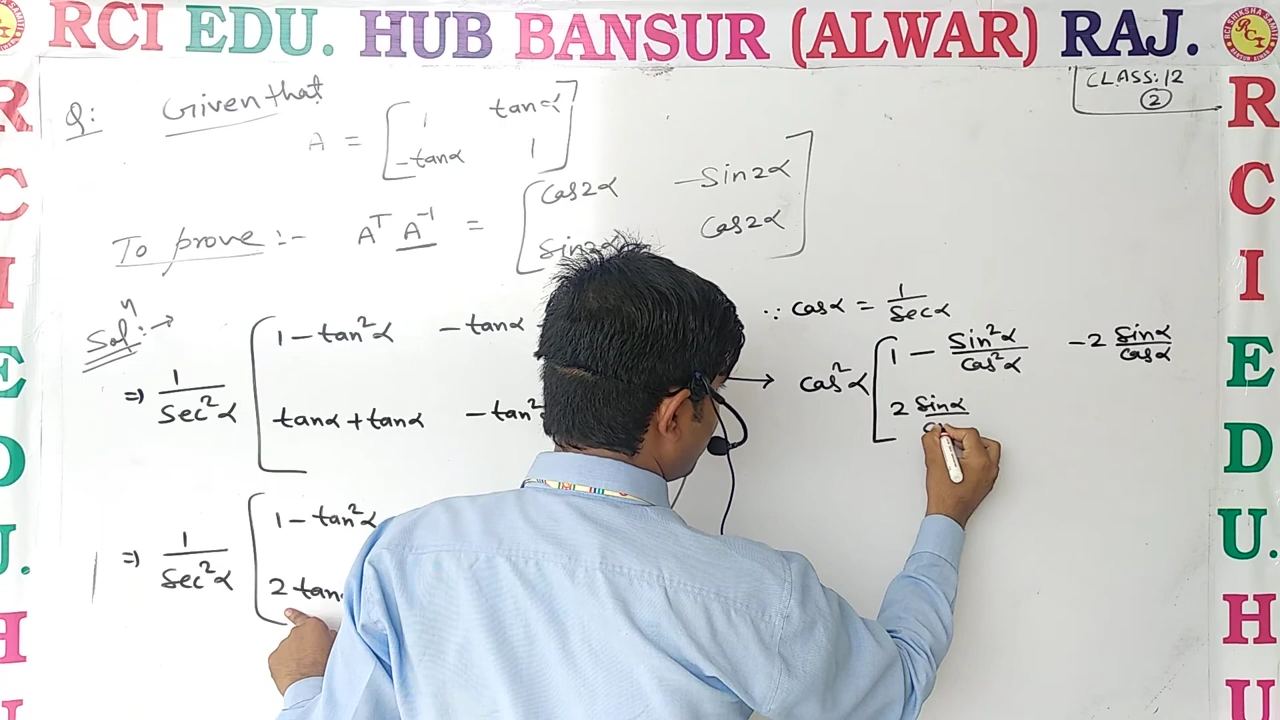 RCI EDU. HUB BANSUR (ALWAR) RAJ.
CLASS: 12
2
Q: Given that
A = [ 1 tanα
-tanα 1 ]
To prove :- Aᵀ A⁻¹ = [ cos2α -Sin2α
Sin2α cos2α ]
Solⁿ :→
⇒ 1/Sec²α [ 1 - tan²α -tanα
tanα + tanα -tan²
⇒ 1/Sec²α [ 1 - tan²α
2 tan
∵ cosα = 1/Secα
→ cos²α [ 1 - Sin²α/cos²α -2 Sinα/cosα
2 Sinα
R
C
I
E
D
U.
H
U
R
C
I
E
D
U.
H
U